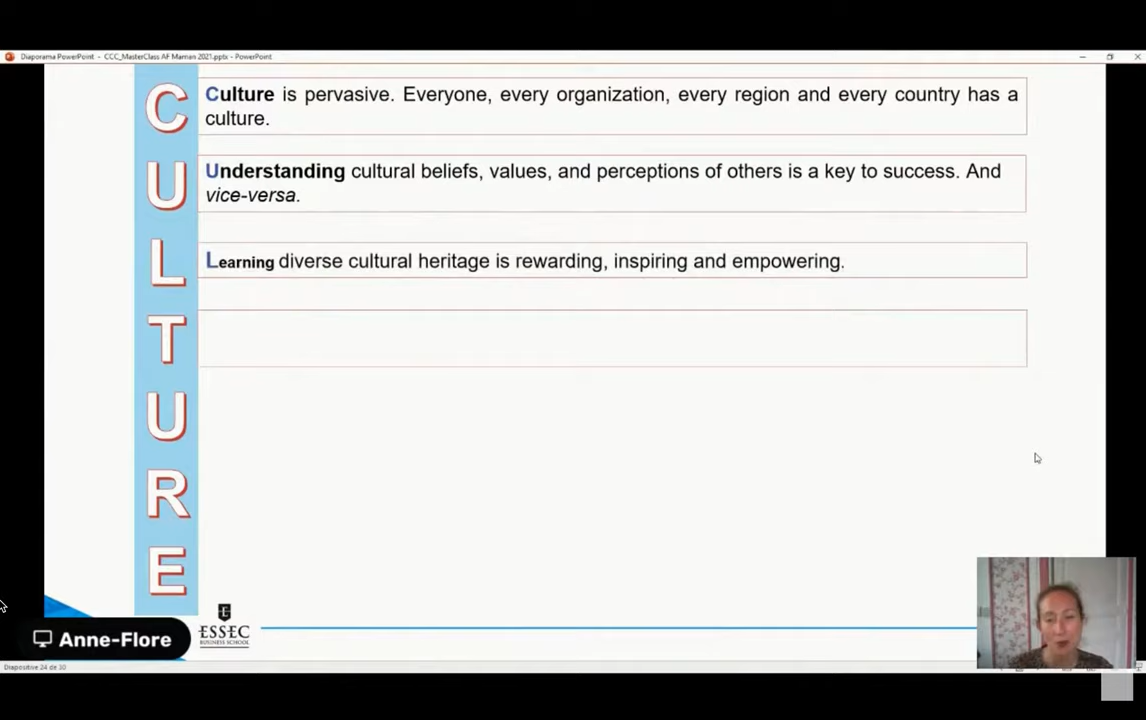 Diaporama PowerPoint - CCC_MasterClass AF Maman 2021.pptx - PowerPoint
C
Culture is pervasive. Everyone, every organization, every region and every country has a
culture.
U
Understanding cultural beliefs, values, and perceptions of others is a key to success. And
vice-versa.
L
Learning diverse cultural heritage is rewarding, inspiring and empowering.
T
U
R
E
Anne-Flore
ESSEC
BUSINESS SCHOOL
Diapositive 24 de 30